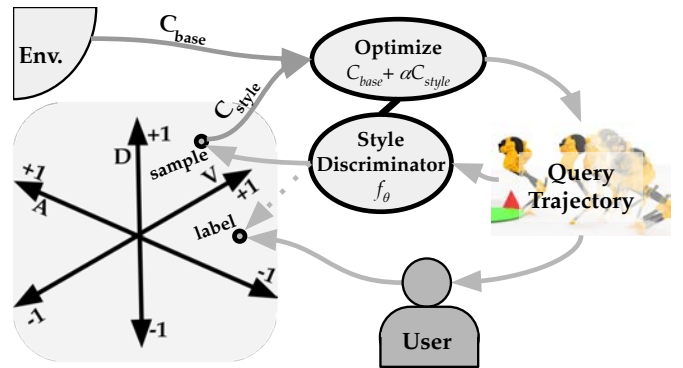 Env.
C_base
Optimize
C_base + αC_style
C_style
Style
Discriminator
f_θ
Query
Trajectory
+1
D
sample
V
+1
+1
A
label
-1
-1
-1
User